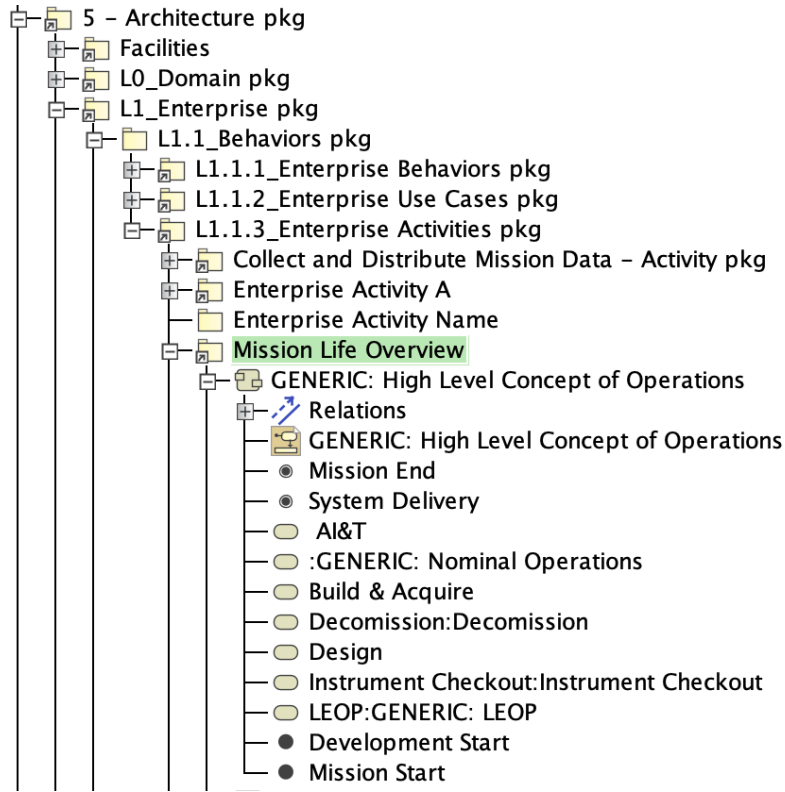 5 – Architecture pkg
Facilities
L0_Domain pkg
L1_Enterprise pkg
L1.1_Behaviors pkg
L1.1.1_Enterprise Behaviors pkg
L1.1.2_Enterprise Use Cases pkg
L1.1.3_Enterprise Activities pkg
Collect and Distribute Mission Data – Activity pkg
Enterprise Activity A
Enterprise Activity Name
Mission Life Overview
GENERIC: High Level Concept of Operations
Relations
GENERIC: High Level Concept of Operations
Mission End
System Delivery
AI&T
:GENERIC: Nominal Operations
Build & Acquire
Decomission:Decomission
Design
Instrument Checkout:Instrument Checkout
LEOP:GENERIC: LEOP
Development Start
Mission Start